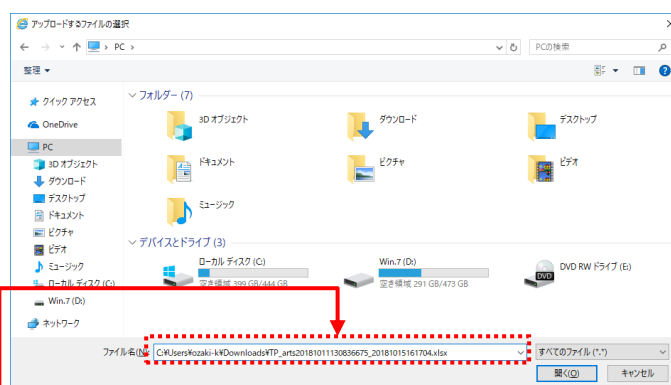 アップロードするファイルの選択
PC
PCの検索
整理
クイック アクセス
OneDrive
PC
3D オブジェクト
ダウンロード
デスクトップ
ドキュメント
ピクチャ
ビデオ
ミュージック
ローカル ディスク (C:)
Win.7 (D:)
ネットワーク
フォルダー (7)
3D オブジェクト
ダウンロード
デスクトップ
ドキュメント
ピクチャ
ビデオ
ミュージック
デバイスとドライブ (3)
ローカル ディスク (C:)
空き領域 399 GB/444 GB
Win.7 (D:)
空き領域 291 GB/473 GB
DVD RW ドライブ (E:)
DVD
ファイル名(N):
C:¥Users¥ozaki-k¥Downloads¥TP_arts20181011130836675_20181015161704.xlsx
すべてのファイル (*.*)
開く(O)
キャンセル